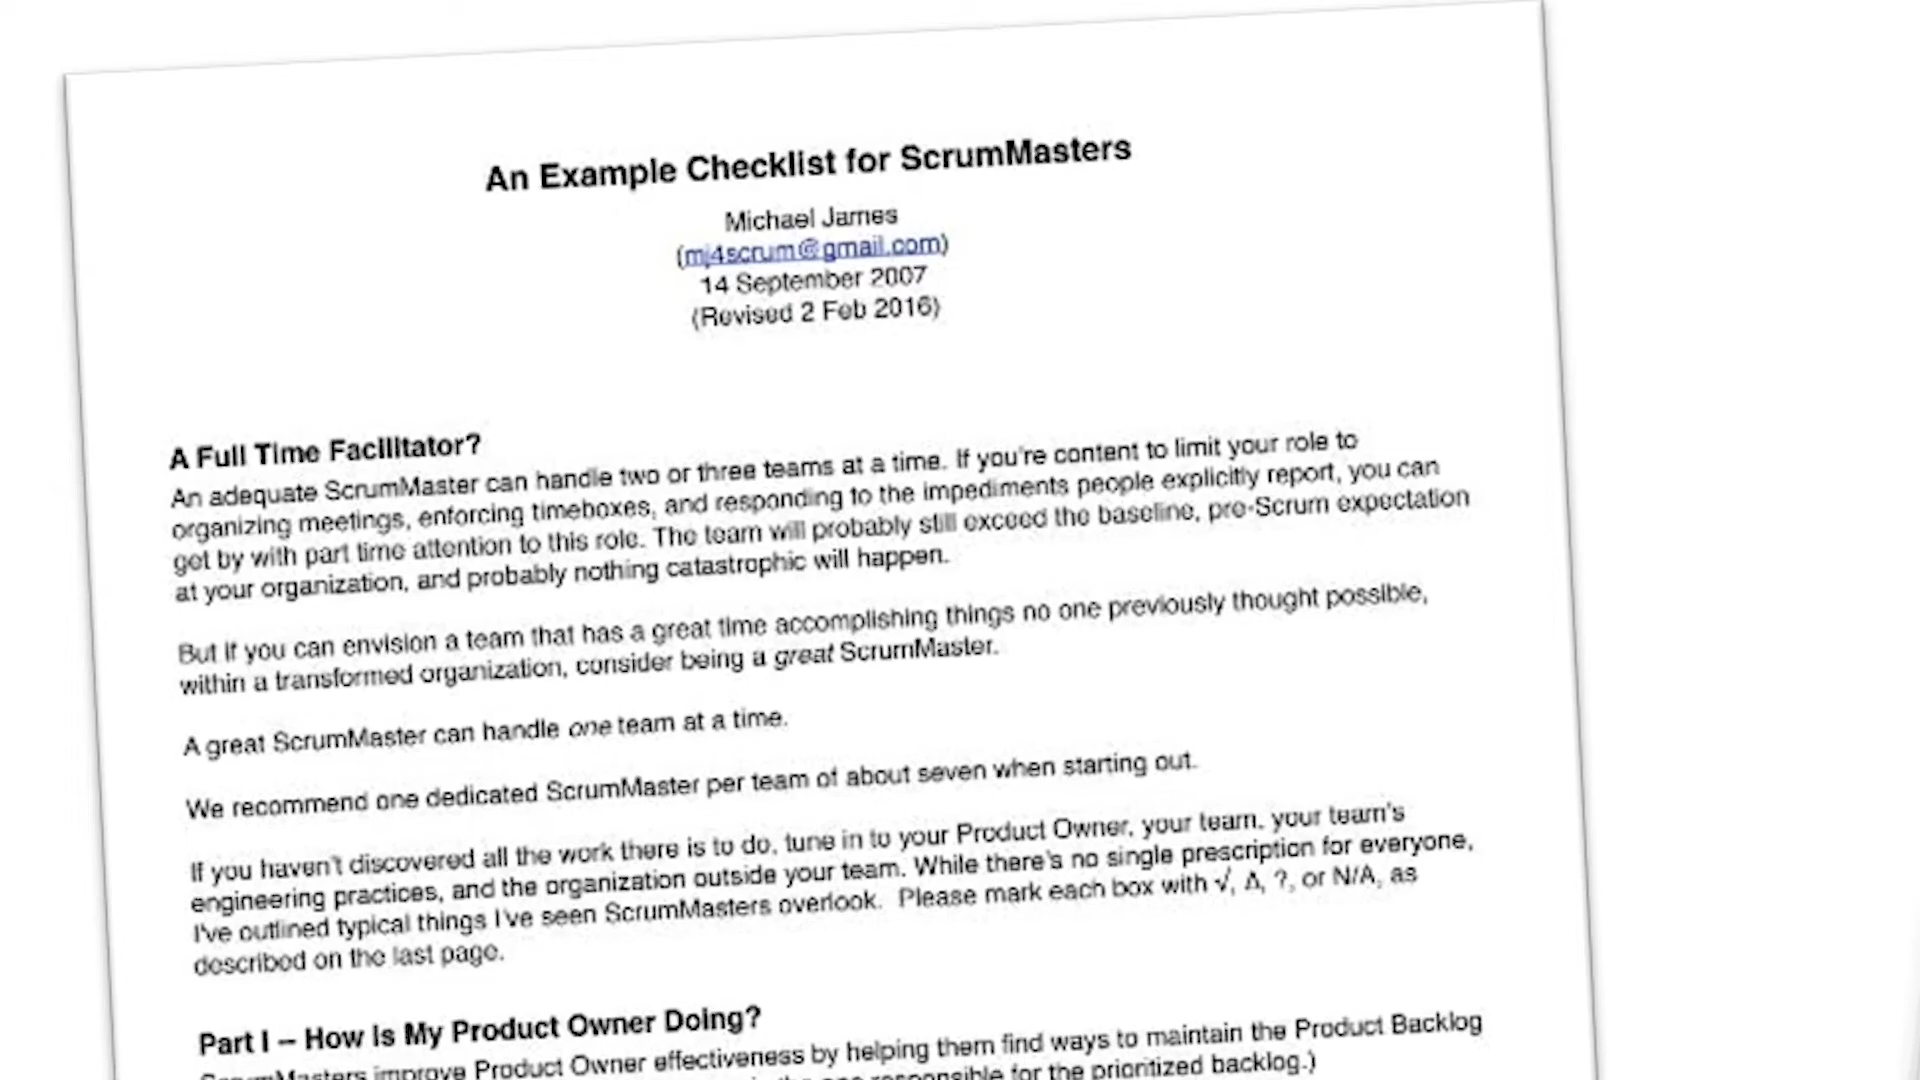 An Example Checklist for ScrumMasters
Michael James
(mj4scrum@gmail.com)
14 September 2007
(Revised 2 Feb 2016)
A Full Time Facilitator?
An adequate ScrumMaster can handle two or three teams at a time. If you're content to limit your role to
organizing meetings, enforcing timeboxes, and responding to the impediments people explicitly report, you can
get by with part time attention to this role. The team will probably still exceed the baseline, pre-Scrum expectation
at your organization, and probably nothing catastrophic will happen.
But if you can envision a team that has a great time accomplishing things no one previously thought possible,
within a transformed organization, consider being a great ScrumMaster.
A great ScrumMaster can handle one team at a time.
We recommend one dedicated ScrumMaster per team of about seven when starting out.
If you haven't discovered all the work there is to do, tune in to your Product Owner, your team, your team's
engineering practices, and the organization outside your team. While there's no single prescription for everyone,
I've outlined typical things I've seen ScrumMasters overlook. Please mark each box with √, Δ, ?, or N/A, as
described on the last page.
Part I – How Is My Product Owner Doing?
ScrumMasters improve Product Owner effectiveness by helping them find ways to maintain the Product Backlog
responsible for the prioritized backlog.)